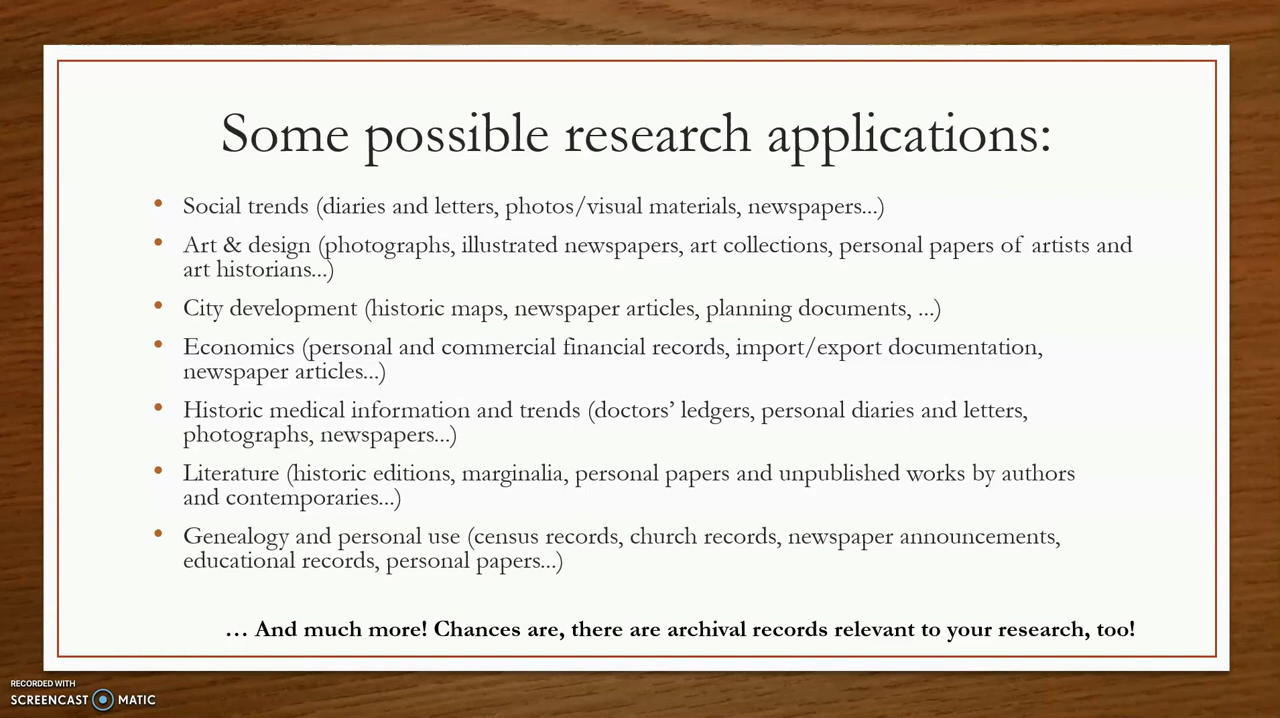 Some possible research applications:
• Social trends (diaries and letters, photos/visual materials, newspapers...)
• Art & design (photographs, illustrated newspapers, art collections, personal papers of artists and
art historians...)
• City development (historic maps, newspaper articles, planning documents, ...)
• Economics (personal and commercial financial records, import/export documentation,
newspaper articles...)
• Historic medical information and trends (doctors’ ledgers, personal diaries and letters,
photographs, newspapers...)
• Literature (historic editions, marginalia, personal papers and unpublished works by authors
and contemporaries...)
• Genealogy and personal use (census records, church records, newspaper announcements,
educational records, personal papers...)
… And much more! Chances are, there are archival records relevant to your research, too!
RECORDED WITH
SCREENCAST MATIC